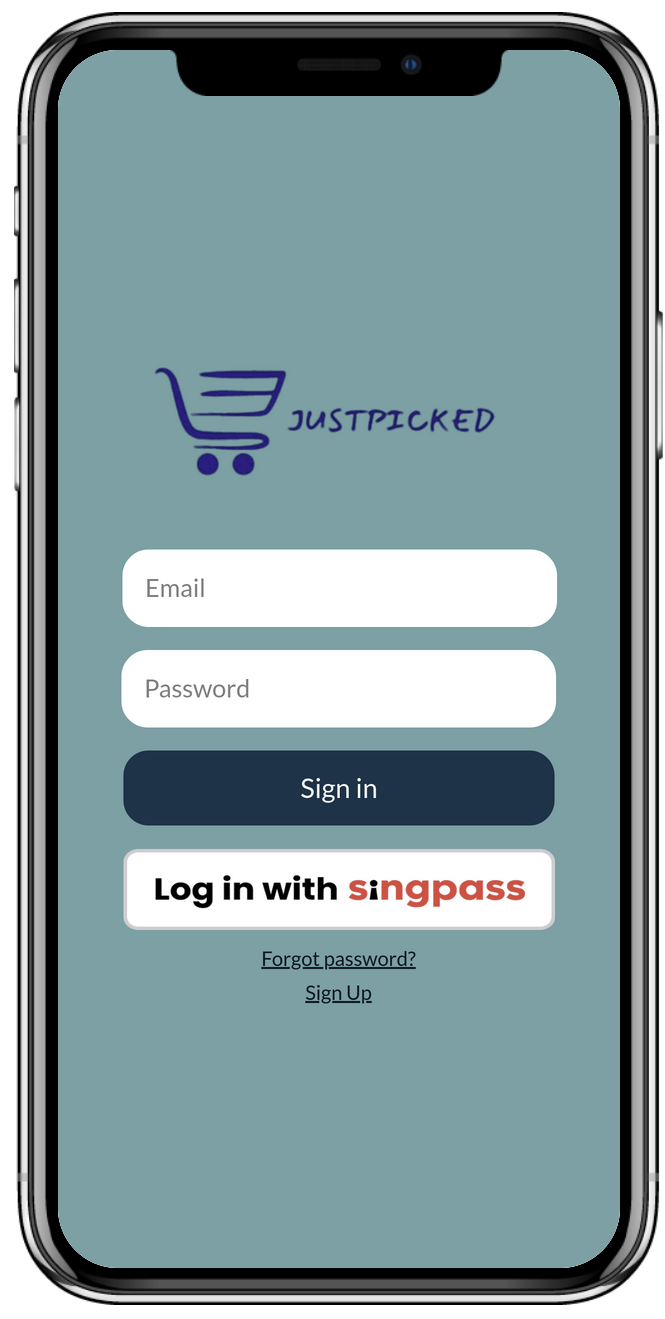 JUSTPICKED
Email
Password
Sign in
Log in with singpass
Forgot password?
Sign Up